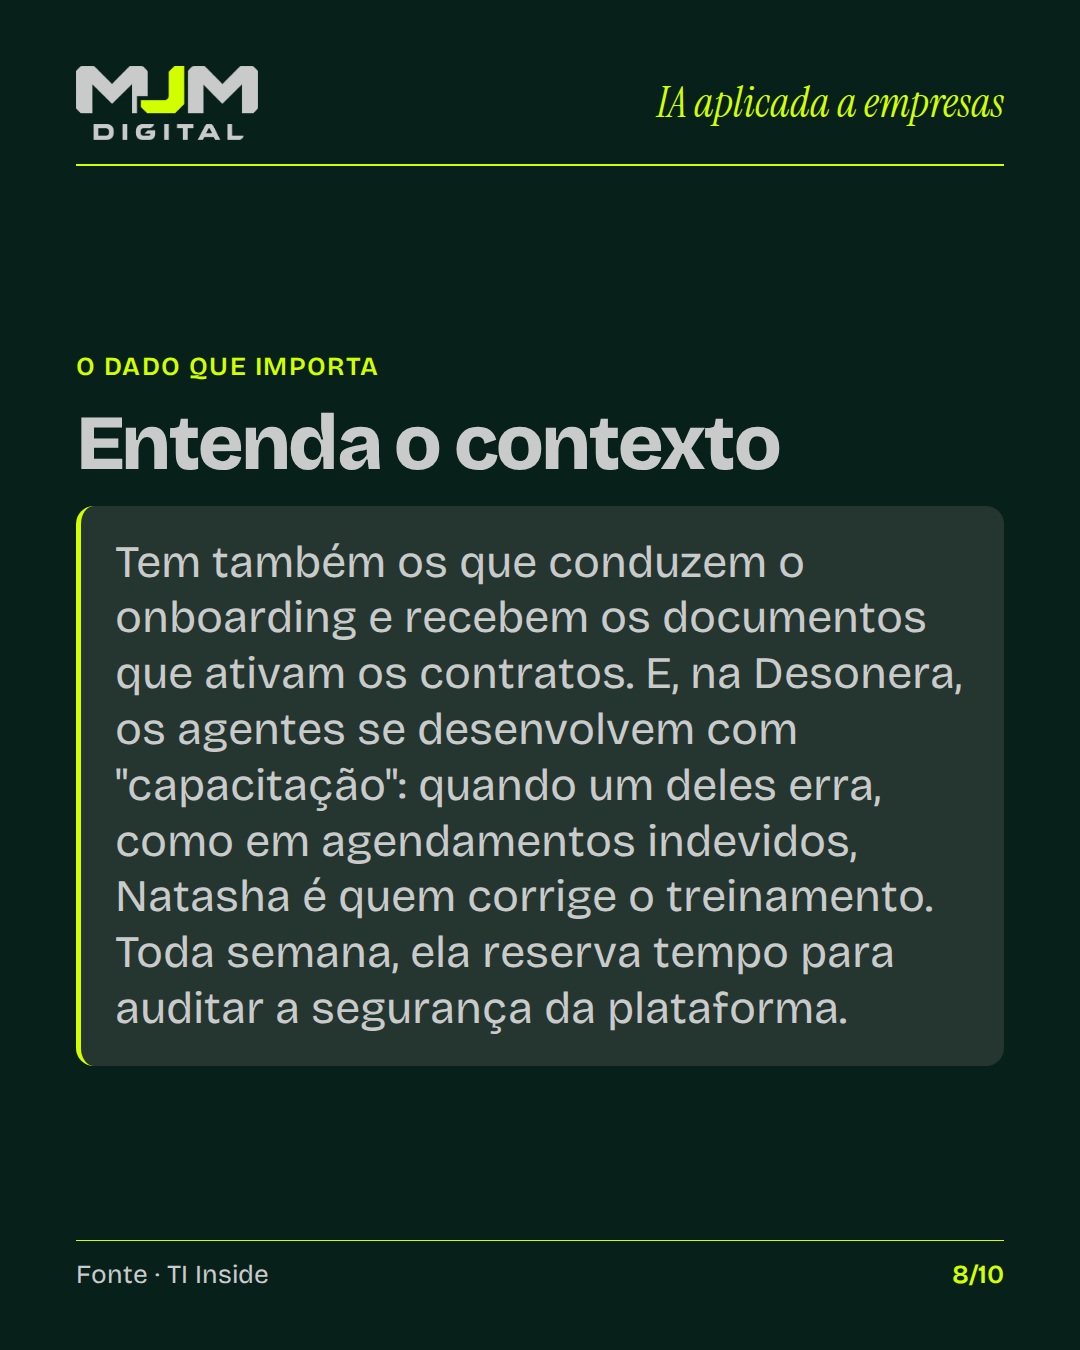 MJM
DIGITAL
IA aplicada a empresas
O DADO QUE IMPORTA
Entenda o contexto
Tem também os que conduzem o
onboarding e recebem os documentos
que ativam os contratos. E, na Desonera,
os agentes se desenvolvem com
"capacitação": quando um deles erra,
como em agendamentos indevidos,
Natasha é quem corrige o treinamento.
Toda semana, ela reserva tempo para
auditar a segurança da plataforma.
Fonte · TI Inside
8/10